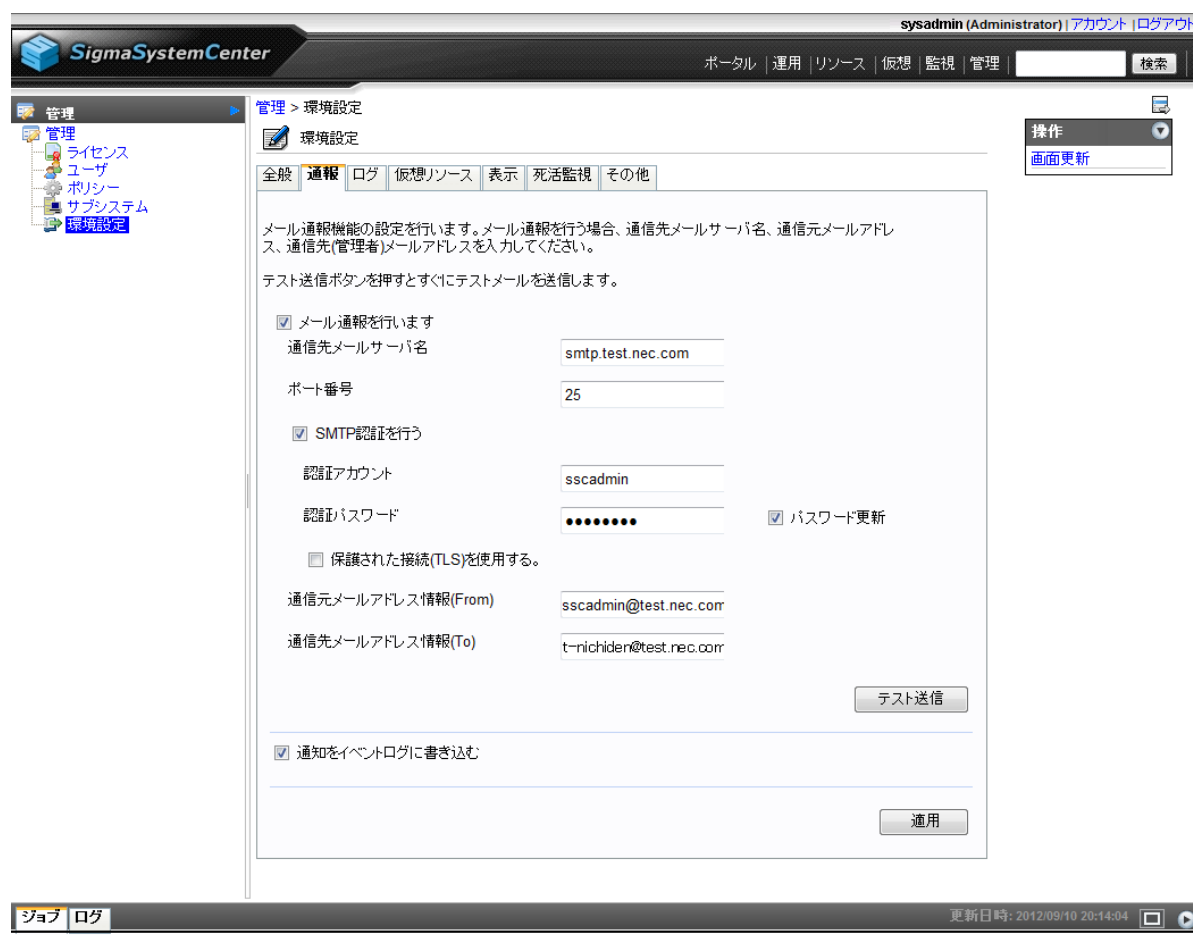 sysadmin (Administrator) | アカウント | ログアウト
SigmaSystemCenter
ポータル | 運用 | リソース | 仮想 | 監視 | 管理 | 検索
管理
管理
ライセンス
ユーザ
ポリシー
サブシステム
環境設定
管理 > 環境設定
環境設定
全般 通報 ログ 仮想リソース 表示 死活監視 その他
メール通報機能の設定を行います。メール通報を行う場合、通信先メールサーバ名、通信元メールアドレ
ス、通信先(管理者)メールアドレスを入力してください。
テスト送信ボタンを押すとすぐにテストメールを送信します。
メール通報を行います
通信先メールサーバ名 smtp.test.nec.com
ポート番号 25
SMTP認証を行う
認証アカウント sscadmin
認証パスワード ●●●●●●●● パスワード更新
保護された接続(TLS)を使用する。
通信元メールアドレス情報(From) sscadmin@test.nec.com
通信先メールアドレス情報(To) t-nichiden@test.nec.com
テスト送信
通知をイベントログに書き込む
適用
操作
画面更新
ジョブ ログ
更新日時: 2012/09/10 20:14:04